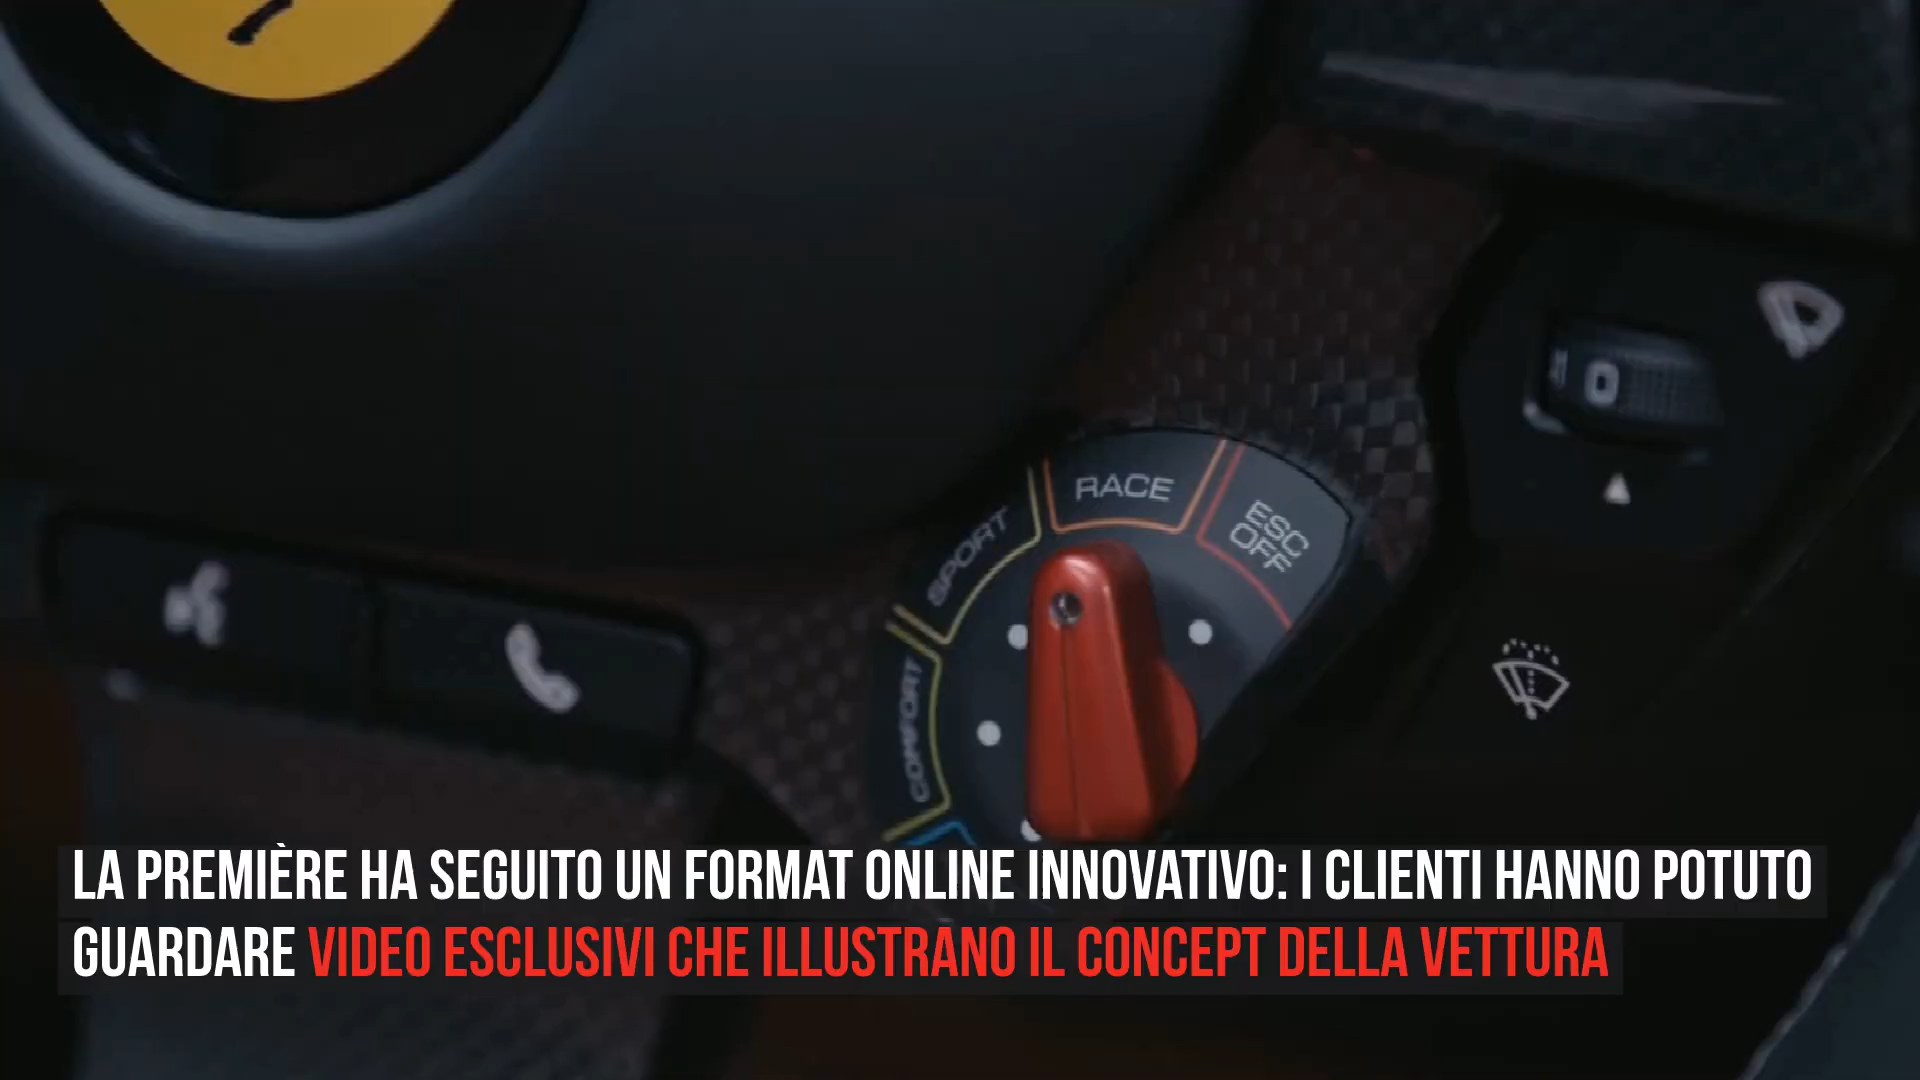 RACE
ESC
OFF
SPORT
COMFORT
0
LA PREMIÈRE HA SEGUITO UN FORMAT ONLINE INNOVATIVO: I CLIENTI HANNO POTUTO
GUARDARE VIDEO ESCLUSIVI CHE ILLUSTRANO IL CONCEPT DELLA VETTURA